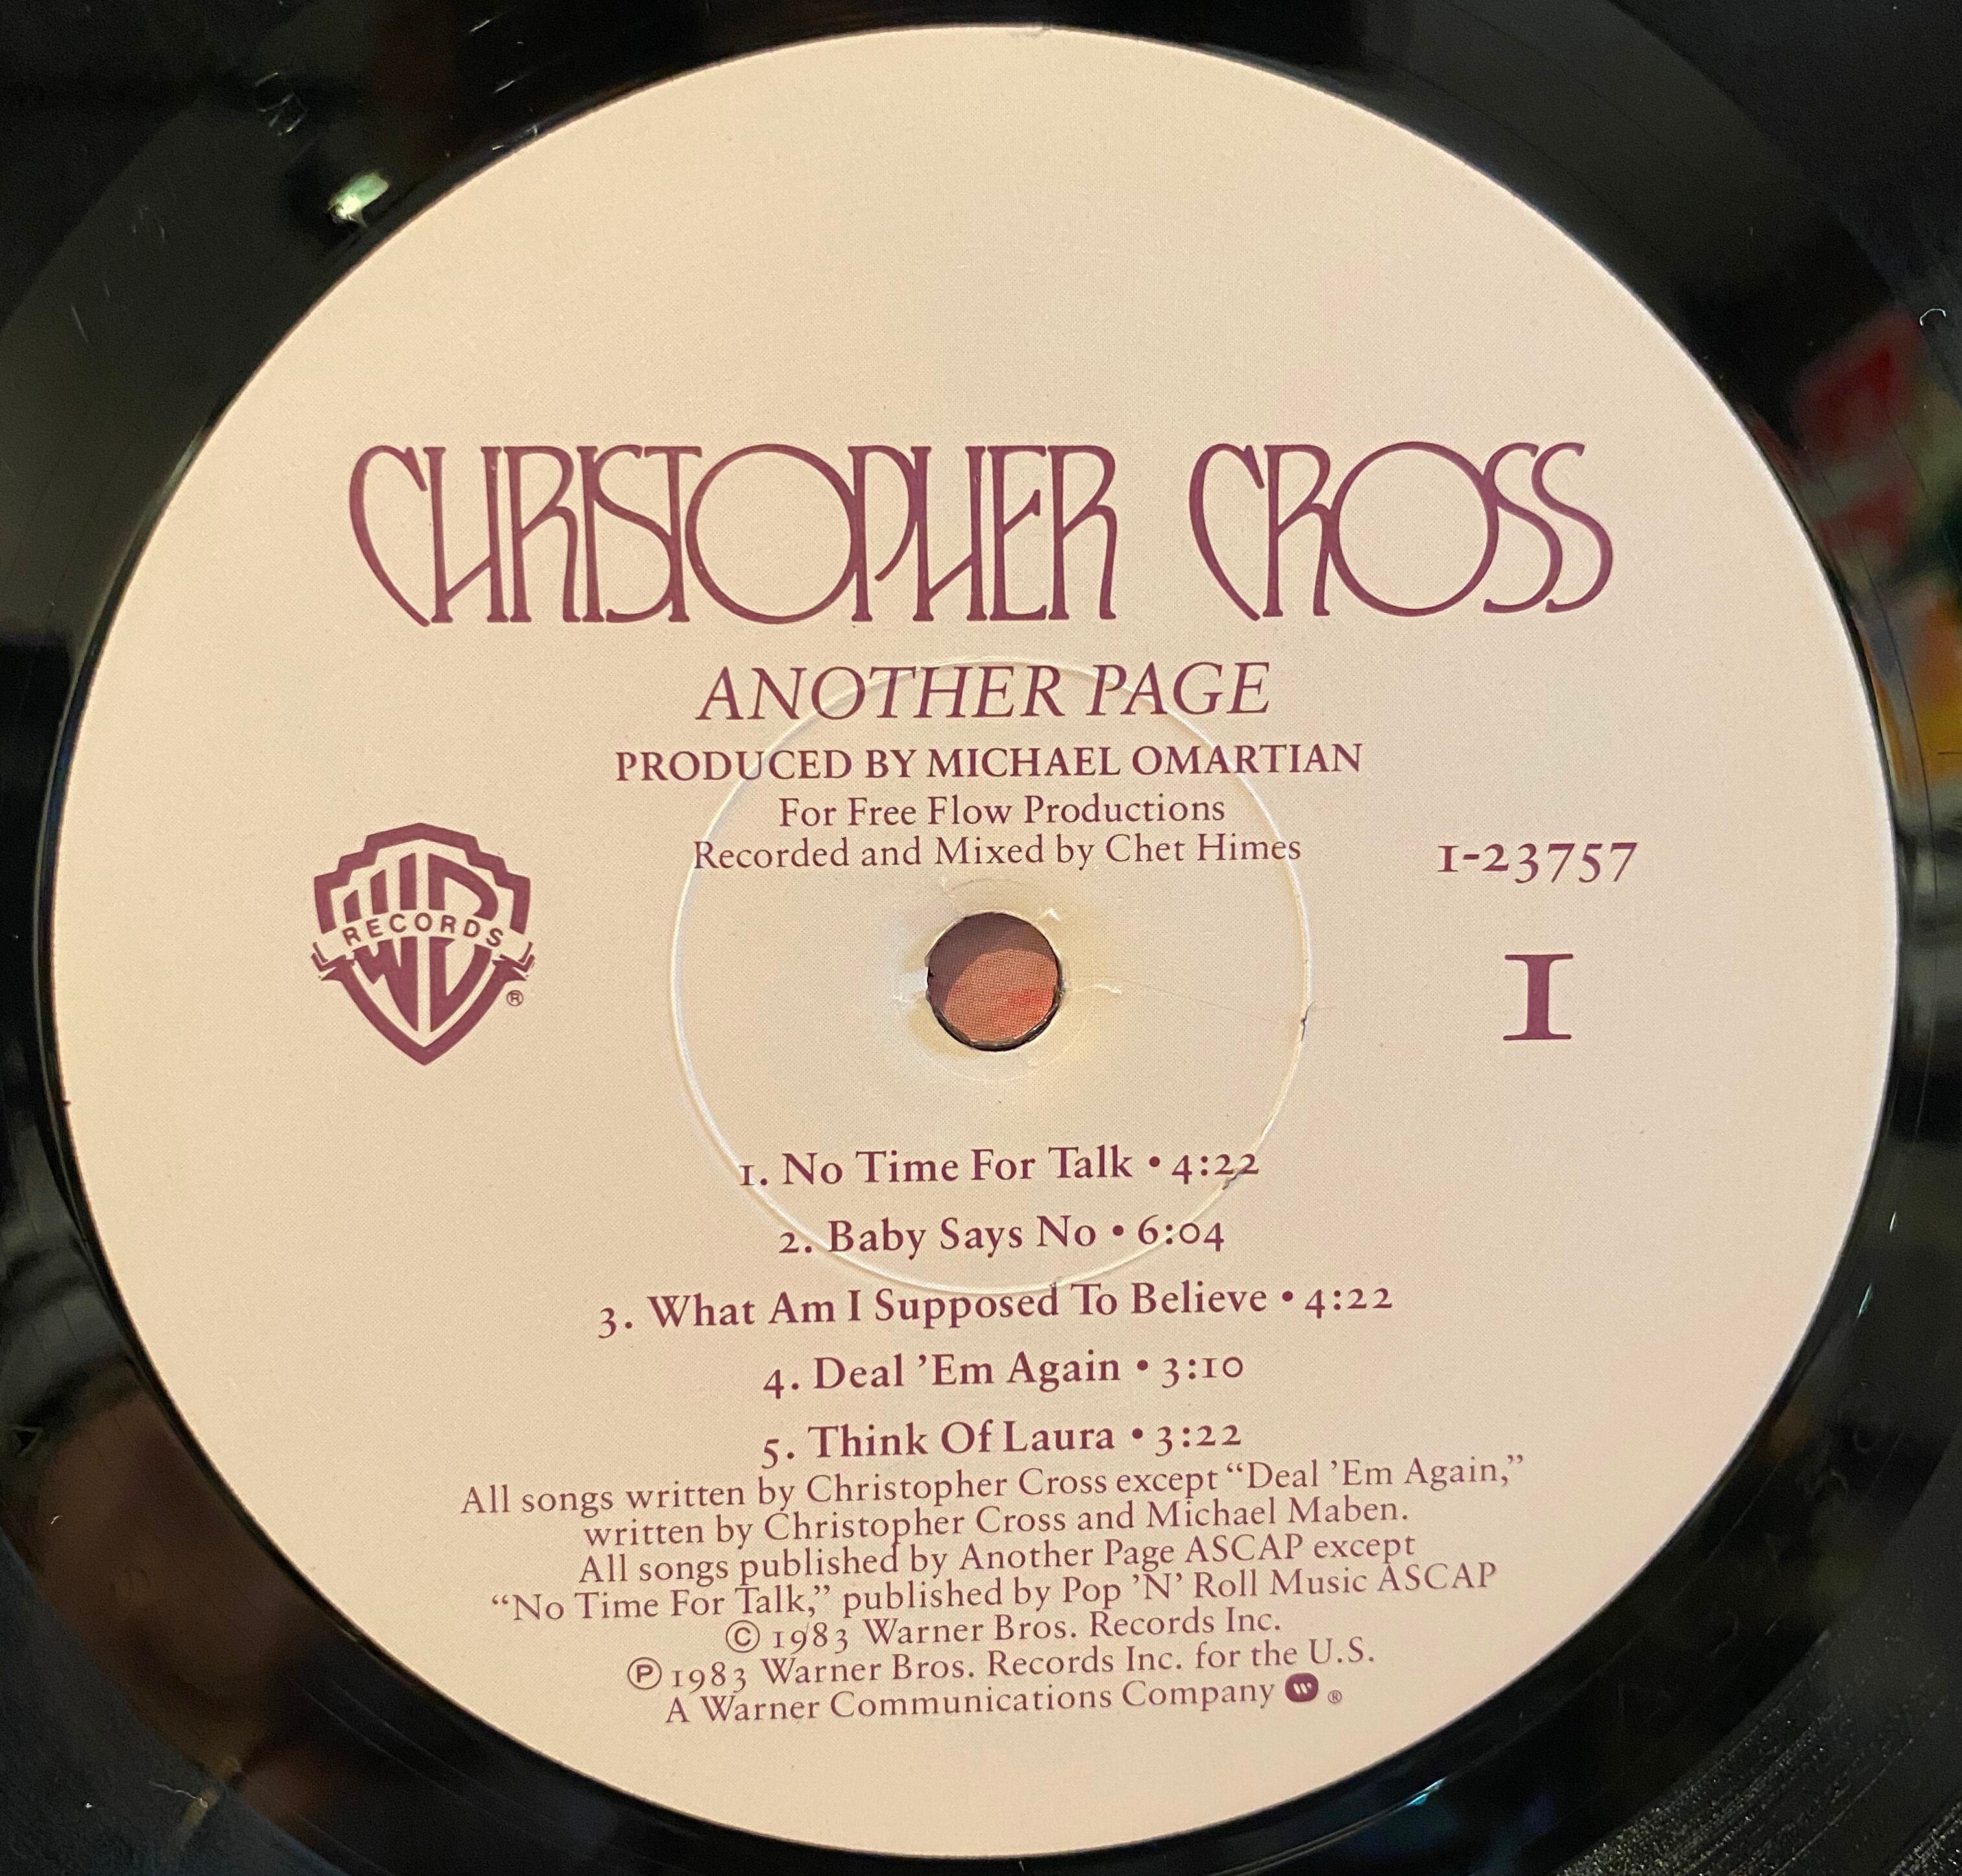 CHRISTOPHER CROSS
ANOTHER PAGE
PRODUCED BY MICHAEL OMARTIAN
For Free Flow Productions
Recorded and Mixed by Chet Himes
1-23757
WB
RECORDS
®
1
1. No Time For Talk • 4:22
2. Baby Says No • 6:04
3. What Am I Supposed To Believe • 4:22
4. Deal ’Em Again • 3:10
5. Think Of Laura • 3:22
All songs written by Christopher Cross except “Deal ’Em Again,”
written by Christopher Cross and Michael Maben.
All songs published by Another Page ASCAP except
“No Time For Talk,” published by Pop ’N’ Roll Music ASCAP
© 1983 Warner Bros. Records Inc.
℗ 1983 Warner Bros. Records Inc. for the U.S.
A Warner Communications Company ®